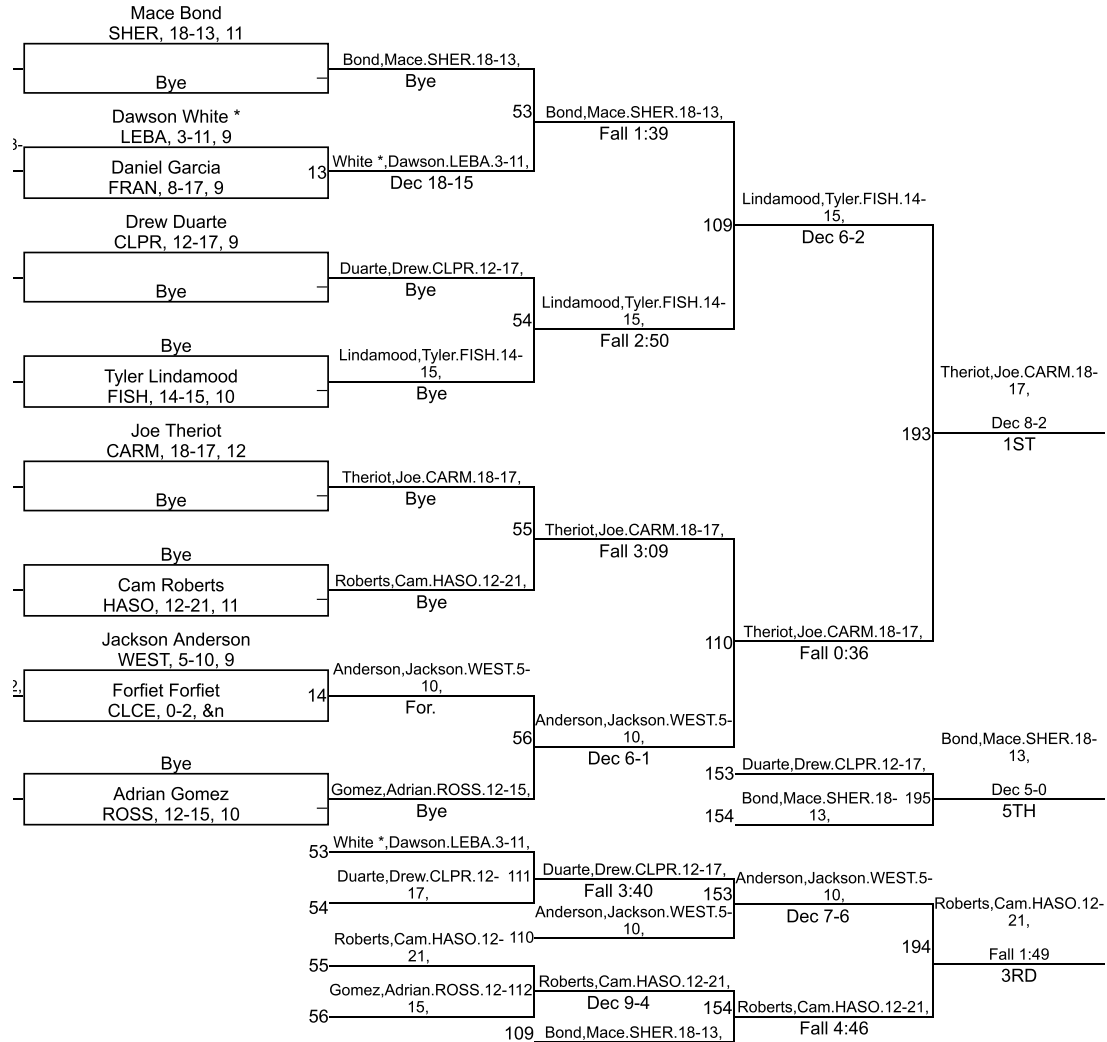 Mace Bond
SHER, 18-13, 11
Bye
Bond,Mace.SHER.18-13,
Bye
53
Bond,Mace.SHER.18-13,
Fall 1:39
Dawson White *
LEBA, 3-11, 9
3-
Daniel Garcia
FRAN, 8-17, 9
13
White *,Dawson.LEBA.3-11,
Dec 18-15
109
Lindamood,Tyler.FISH.14-
15,
Dec 6-2
Drew Duarte
CLPR, 12-17, 9
Bye
Duarte,Drew.CLPR.12-17,
Bye
54
Lindamood,Tyler.FISH.14-
15,
Fall 2:50
Bye
Tyler Lindamood
FISH, 14-15, 10
Lindamood,Tyler.FISH.14-
15,
Bye
193
Theriot,Joe.CARM.18-
17,
Dec 8-2
1ST
Joe Theriot
CARM, 18-17, 12
Bye
Theriot,Joe.CARM.18-17,
Bye
55
Theriot,Joe.CARM.18-17,
Fall 3:09
Bye
Cam Roberts
HASO, 12-21, 11
Roberts,Cam.HASO.12-21,
Bye
110
Theriot,Joe.CARM.18-17,
Fall 0:36
Jackson Anderson
WEST, 5-10, 9
2,
Forfiet Forfiet
CLCE, 0-2, &n
14
Anderson,Jackson.WEST.5-
10,
For.
56
Anderson,Jackson.WEST.5-
10,
Dec 6-1
Bye
Adrian Gomez
ROSS, 12-15, 10
Gomez,Adrian.ROSS.12-15,
Bye
153
Duarte,Drew.CLPR.12-17,
154
Bond,Mace.SHER.18-
13,
195
Bond,Mace.SHER.18-
13,
Dec 5-0
5TH
53
White *,Dawson.LEBA.3-11,
54
Duarte,Drew.CLPR.12-
17,
111
Duarte,Drew.CLPR.12-17,
Fall 3:40
110
Anderson,Jackson.WEST.5-
10,
153
Anderson,Jackson.WEST.5-
10,
Dec 7-6
55
Roberts,Cam.HASO.12-
21,
56
Gomez,Adrian.ROSS.12-
15,
112
Roberts,Cam.HASO.12-21,
Dec 9-4
109
Bond,Mace.SHER.18-13,
154
Roberts,Cam.HASO.12-21,
Fall 4:46
194
Roberts,Cam.HASO.12-
21,
Fall 1:49
3RD